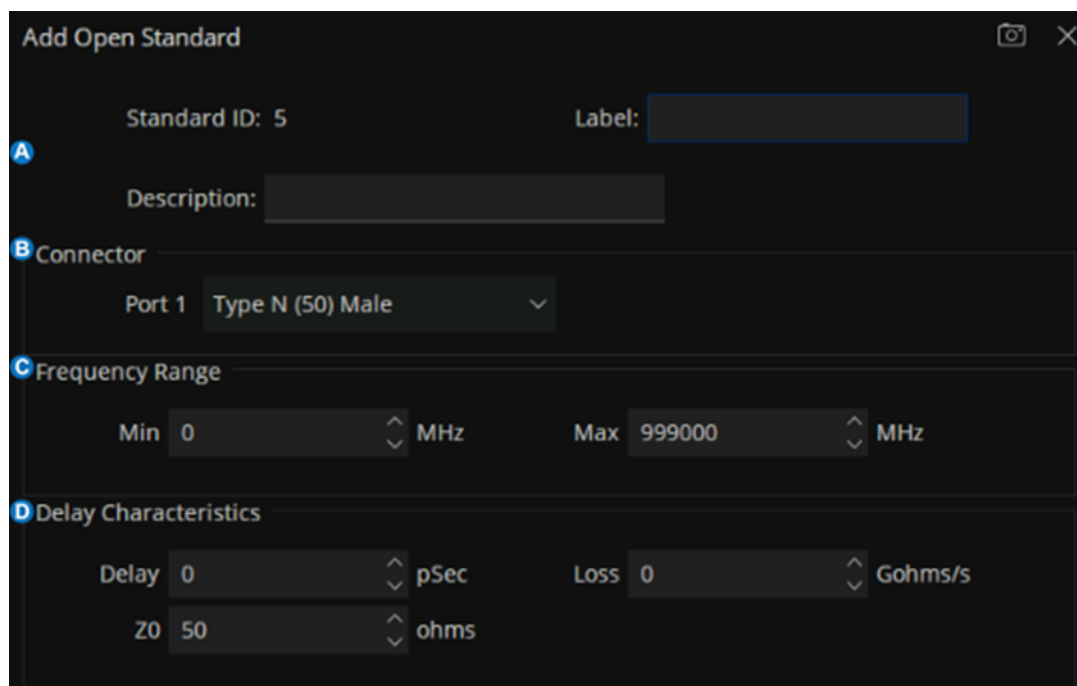 Add Open Standard
Standard ID: 5 Label:
A
Description:
B Connector
Port 1 Type N (50) Male
C Frequency Range
Min 0 MHz Max 999000 MHz
D Delay Characteristics
Delay 0 pSec Loss 0 Gohms/s
Z0 50 ohms